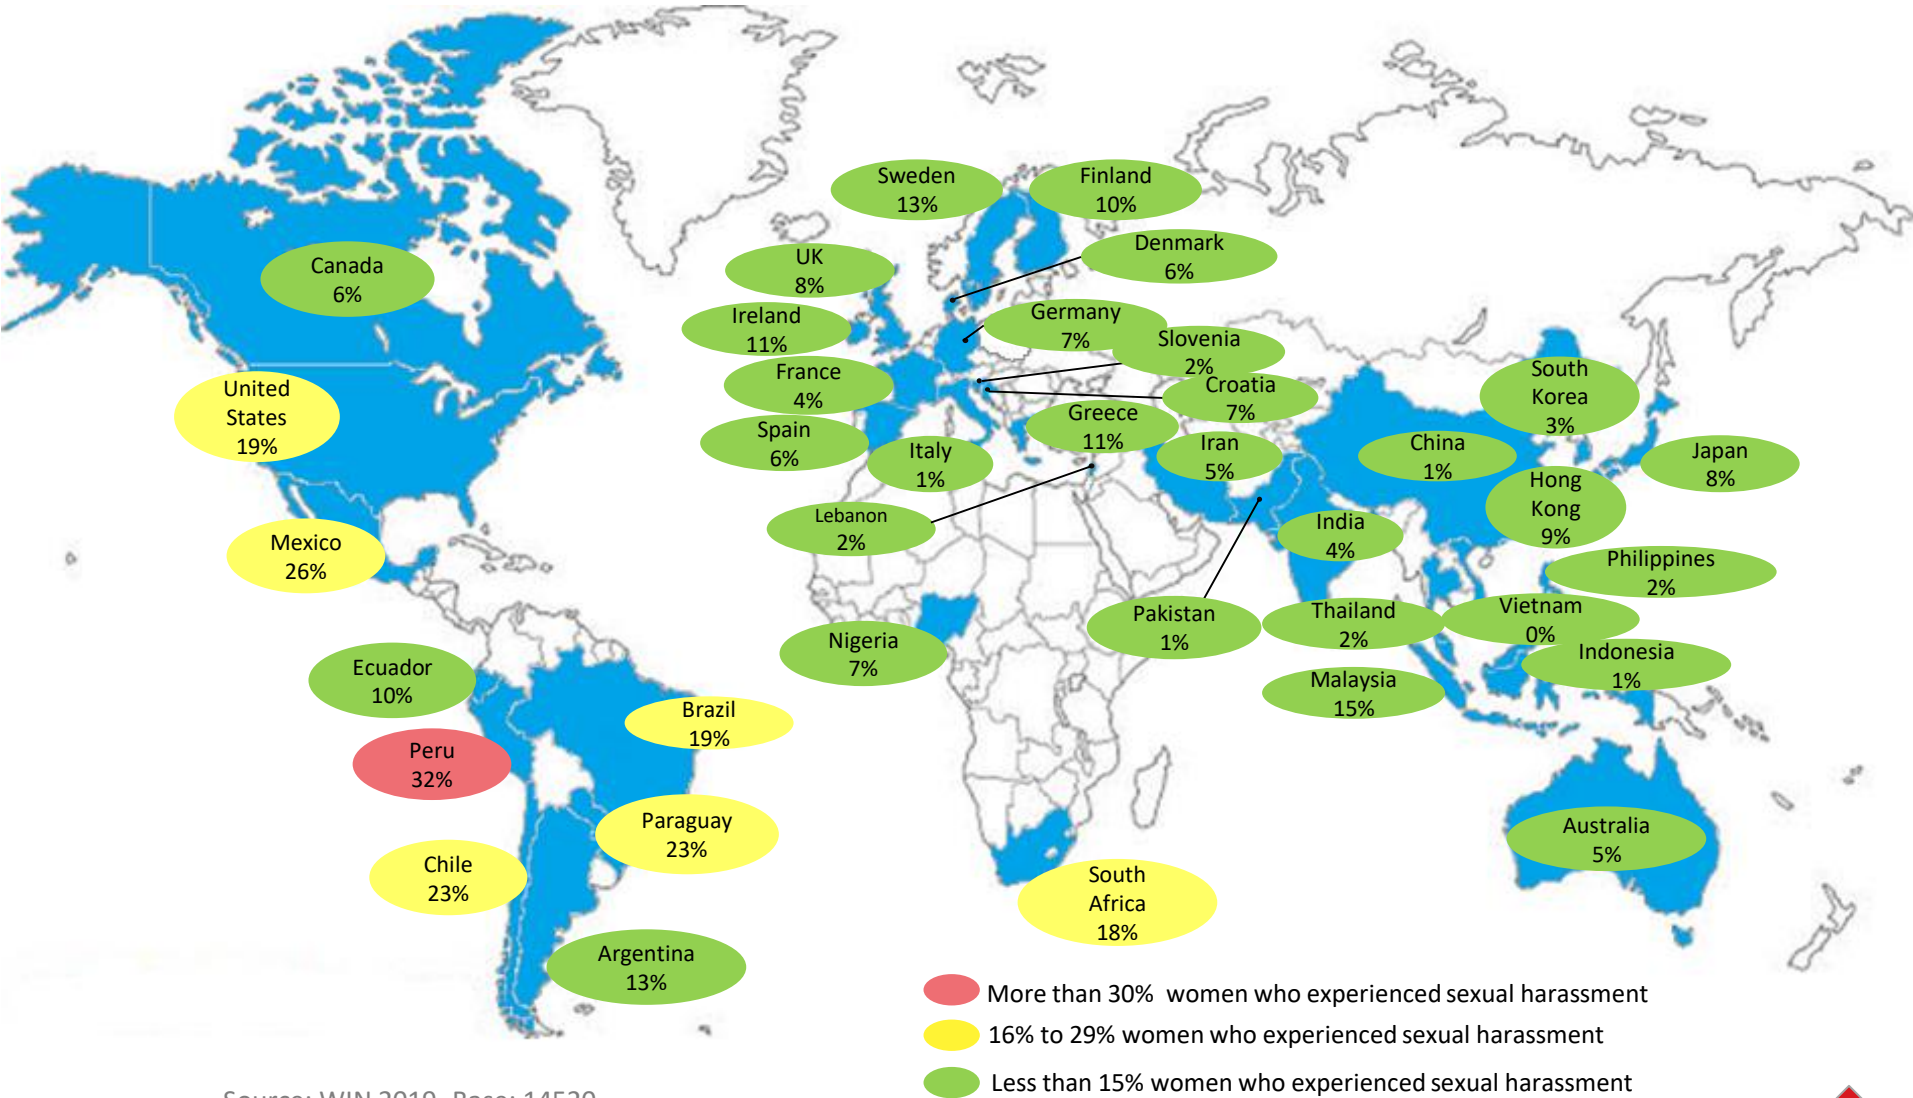 Sweden
13%
Finland
10%
Denmark
6%
UK
8%
Canada
6%
Ireland
11%
Germany
7%
Slovenia
2%
France
4%
Croatia
7%
South
Korea
3%
United
States
19%
Spain
6%
Italy
1%
Greece
11%
Iran
5%
China
1%
Japan
8%
Hong
Kong
9%
Lebanon
2%
India
4%
Mexico
26%
Philippines
2%
Pakistan
1%
Thailand
2%
Vietnam
0%
Nigeria
7%
Indonesia
1%
Ecuador
10%
Malaysia
15%
Brazil
19%
Peru
32%
Paraguay
23%
Chile
23%
Australia
5%
South
Africa
18%
Argentina
13%
More than 30% women who experienced sexual harassment
16% to 29% women who experienced sexual harassment
Less than 15% women who experienced sexual harassment
Source: WIN 2019. Base: 14520